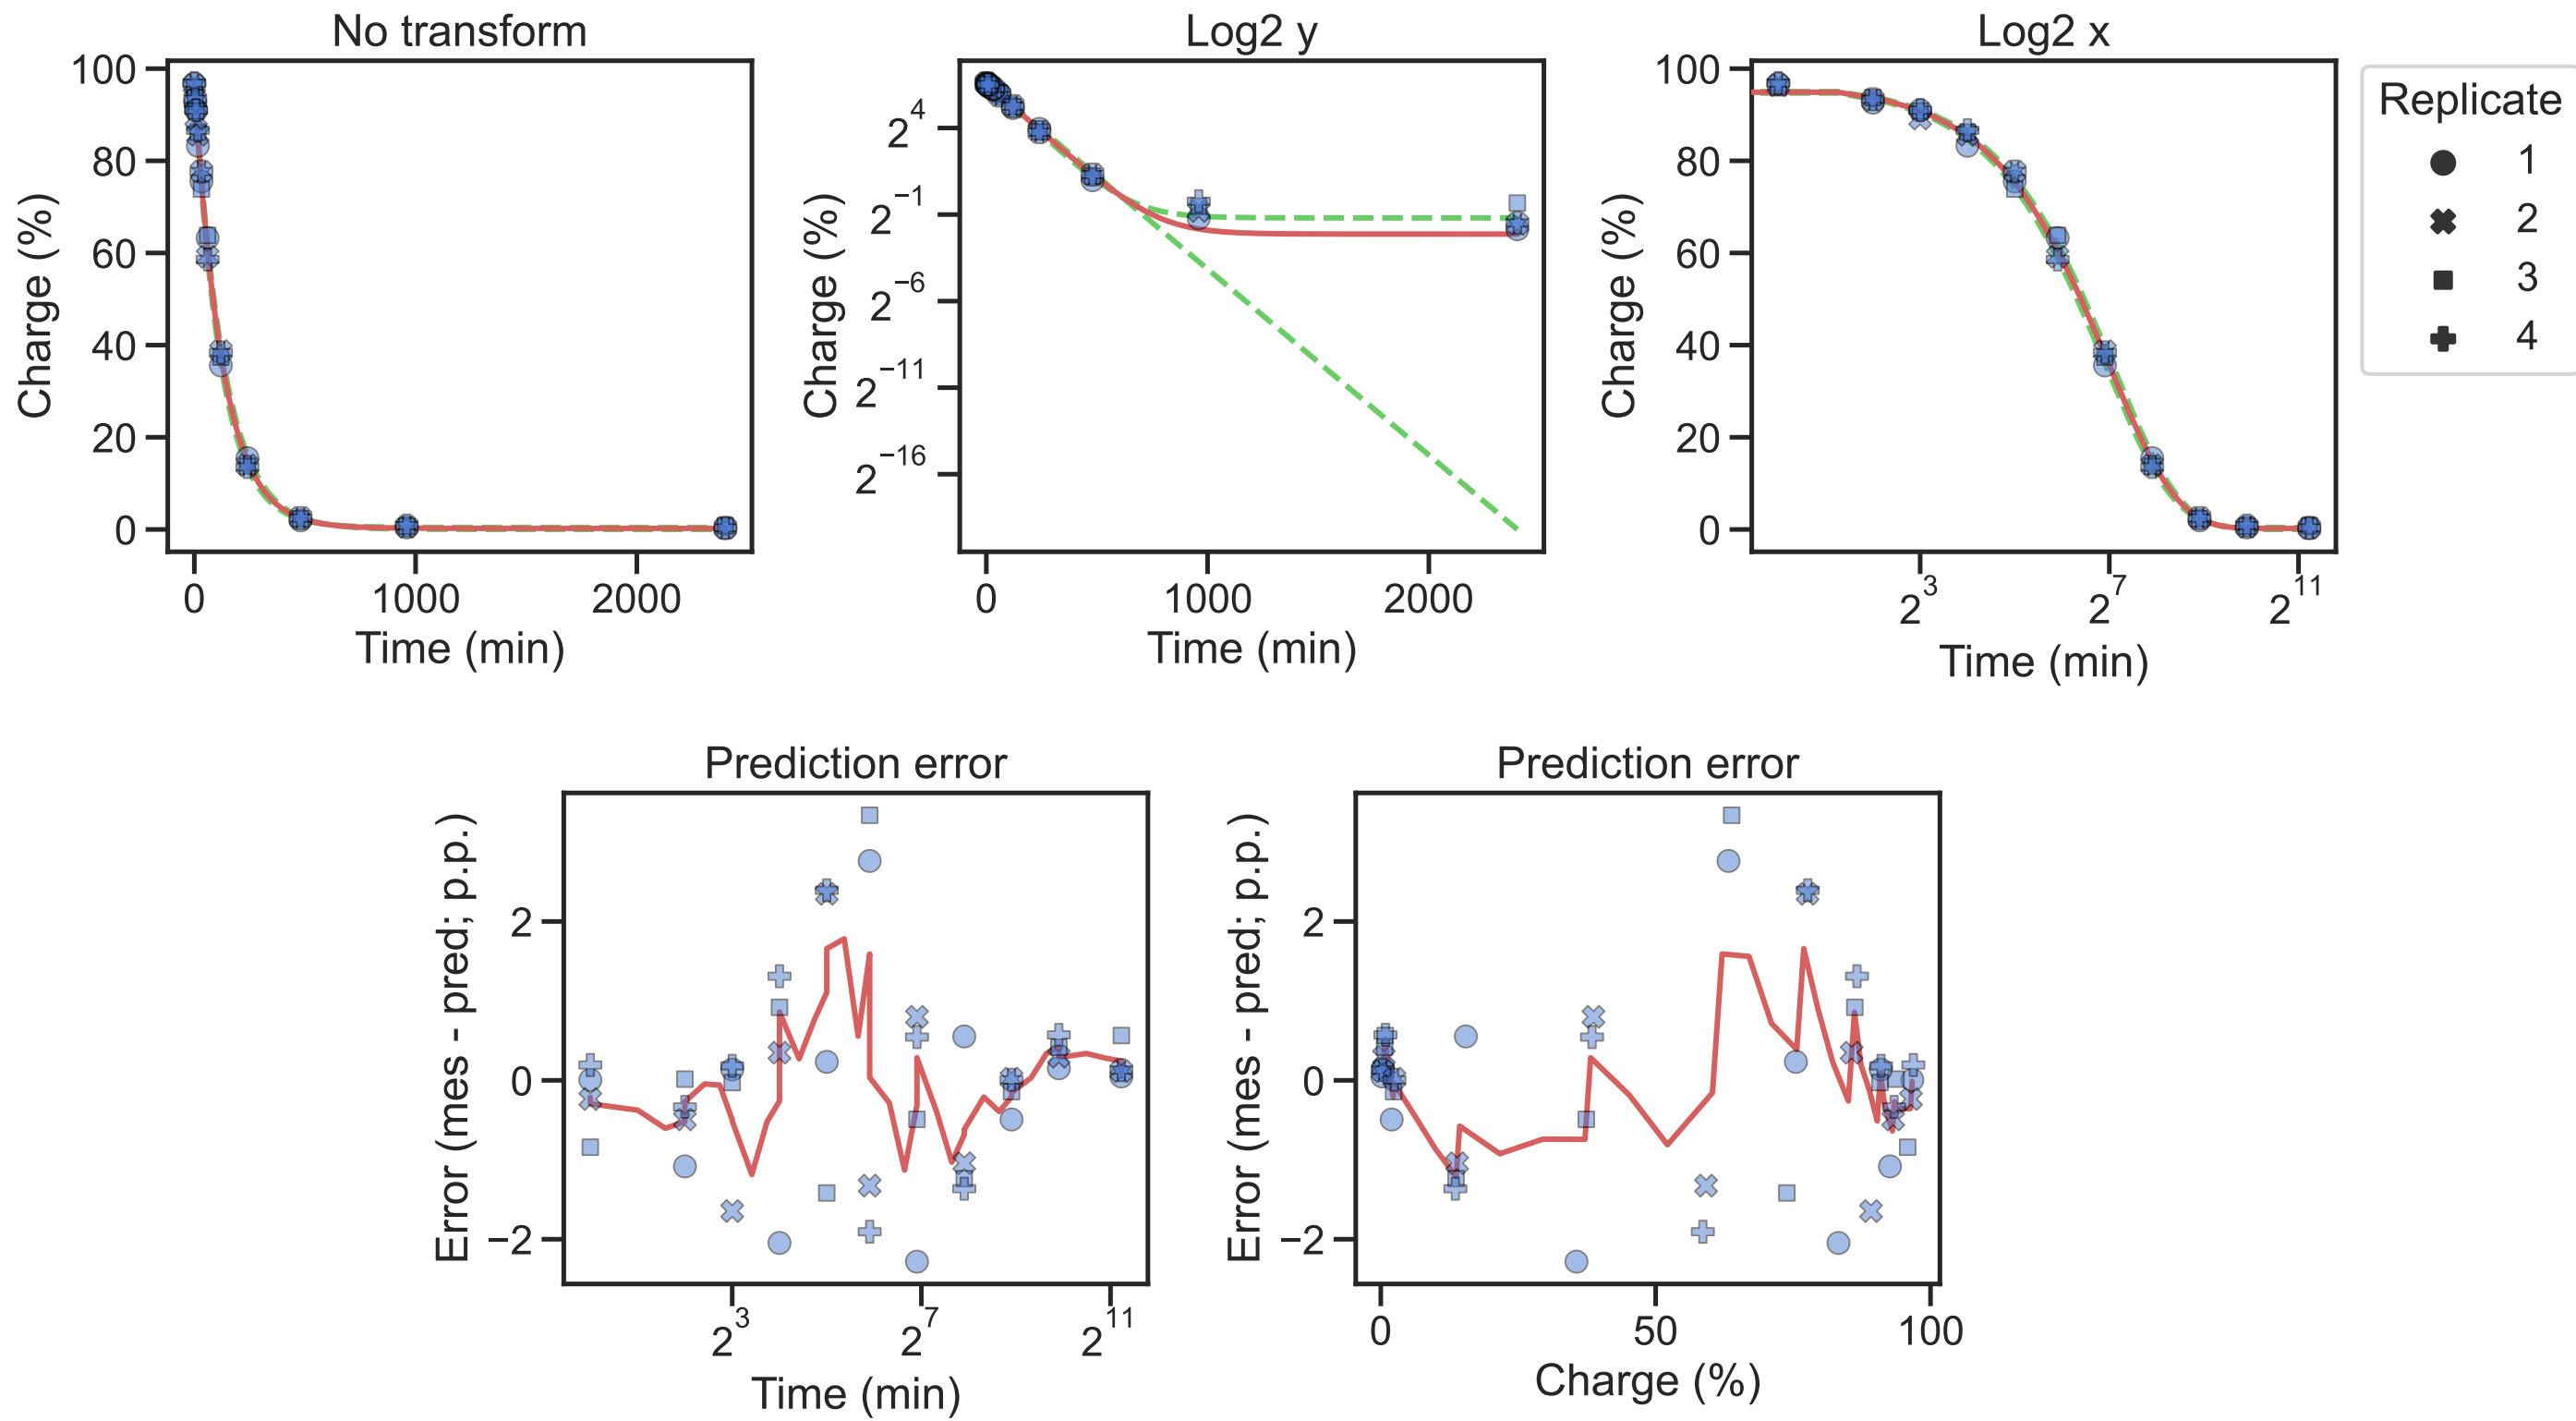 No transform
Charge (%)
100
80
60
40
20
0
0 1000 2000
Time (min)
Log2 y
Charge (%)
2^4
2^−1
2^−6
2^−11
2^−16
0 1000 2000
Time (min)
Log2 x
Charge (%)
100
80
60
40
20
0
2^3 2^7 2^11
Time (min)
Replicate
1
2
3
4
Prediction error
Error (mes - pred; p.p.)
2
0
−2
2^3 2^7 2^11
Time (min)
Prediction error
Error (mes - pred; p.p.)
2
0
−2
0 50 100
Charge (%)